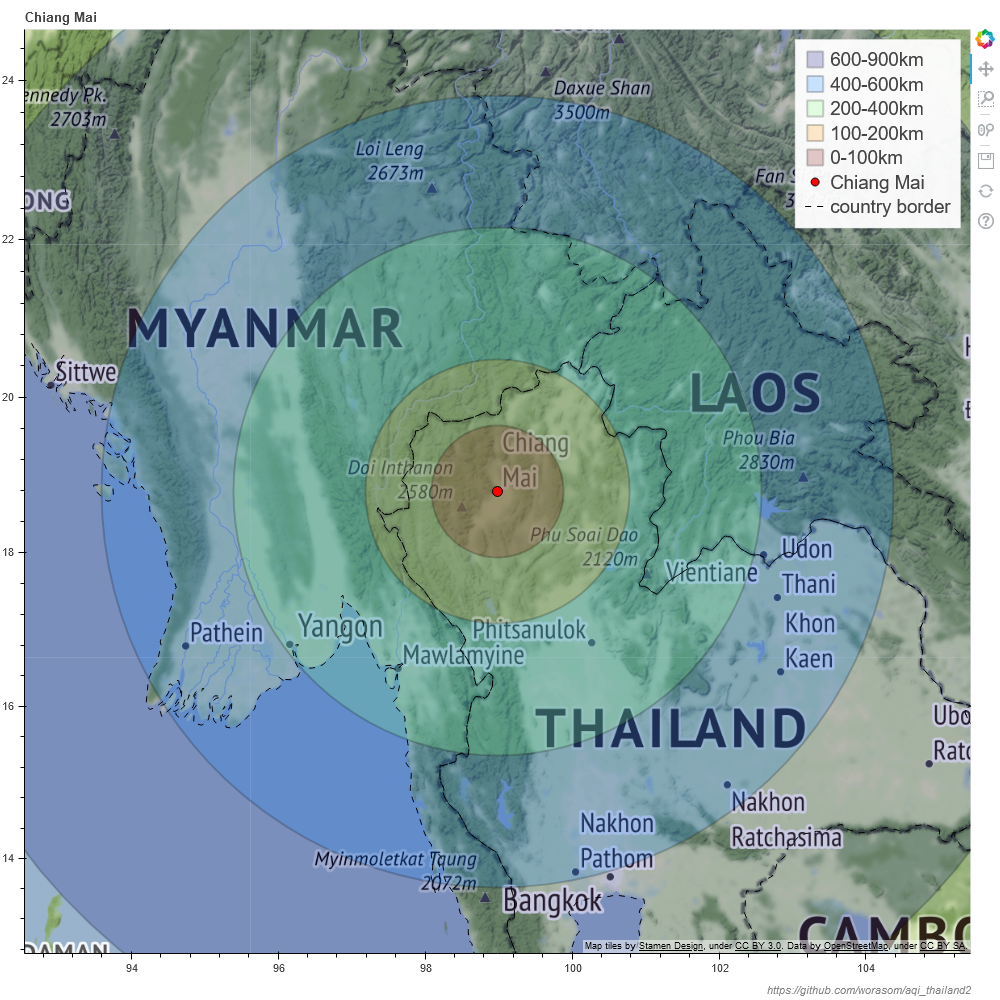 Chiang Mai
600-900km
400-600km
200-400km
100-200km
0-100km
Chiang Mai
country border
24
22
20
18
16
14
94
96
98
100
102
104
ennedy Pk.
2703m
Daxue Shan
3500m
Loi Leng
2673m
Fan S
3
ONG
MYANMAR
Sittwe
LAOS
Phou Bia
2830m
Chiang
Mai
Doi Inthanon
2580m
Phu Soai Dao
2120m
Vientiane
Udon
Thani
Khon
Kaen
Pathein
Yangon
Phitsanulok
Mawlamyine
THAILAND
Ubo
Ratc
Nakhon
Ratchasima
Nakhon
Pathom
Myinmoletkat Taung
2072m
Bangkok
CAMBO
DAMAN
Map tiles by Stamen Design, under CC BY 3.0. Data by OpenStreetMap, under CC BY SA.
https://github.com/worasom/aqi_thailand2